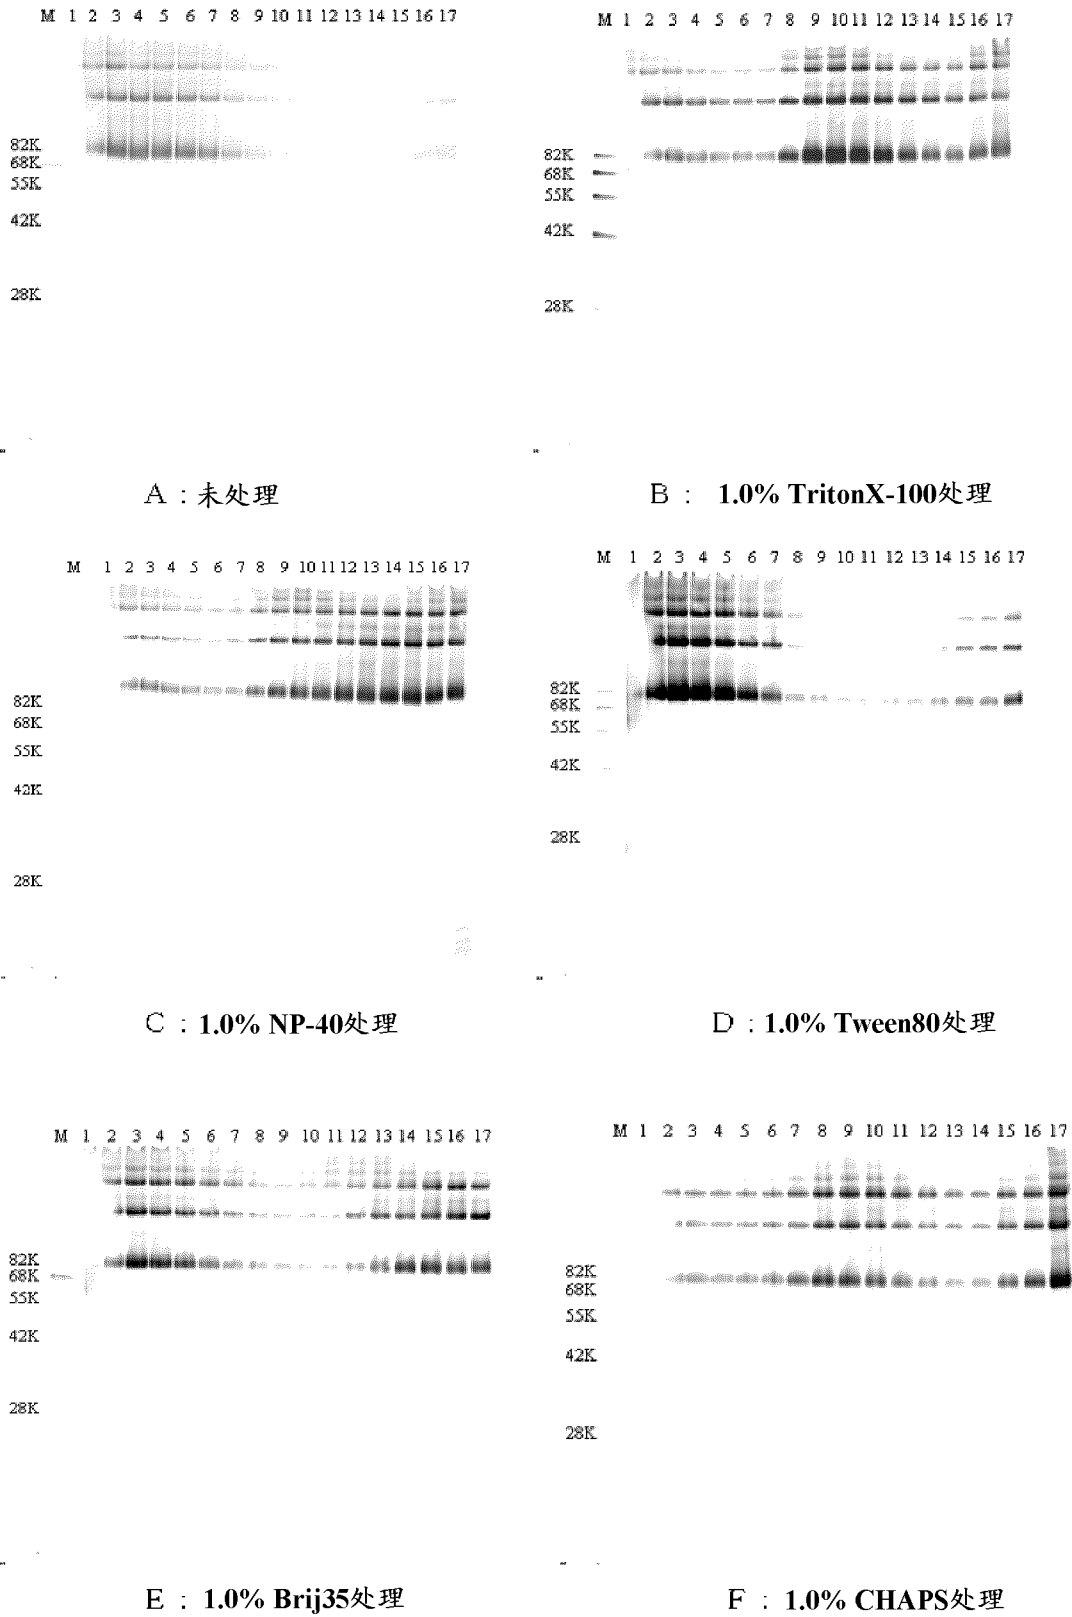 M 1 2 3 4 5 6 7 8 9 10 11 12 13 14 15 16 17
82K
68K
55K
42K
28K
A : 未处理
M 1 2 3 4 5 6 7 8 9 10 11 12 13 14 15 16 17
82K
68K
55K
42K
28K
B : 1.0% TritonX-100处理
M 1 2 3 4 5 6 7 8 9 10 11 12 13 14 15 16 17
82K
68K
55K
42K
28K
C : 1.0% NP-40处理
M 1 2 3 4 5 6 7 8 9 10 11 12 13 14 15 16 17
82K
68K
55K
42K
28K
D : 1.0% Tween80处理
M 1 2 3 4 5 6 7 8 9 10 11 12 13 14 15 16 17
82K
68K
55K
42K
28K
E : 1.0% Brij35处理
M 1 2 3 4 5 6 7 8 9 10 11 12 13 14 15 16 17
82K
68K
55K
42K
28K
F : 1.0% CHAPS处理